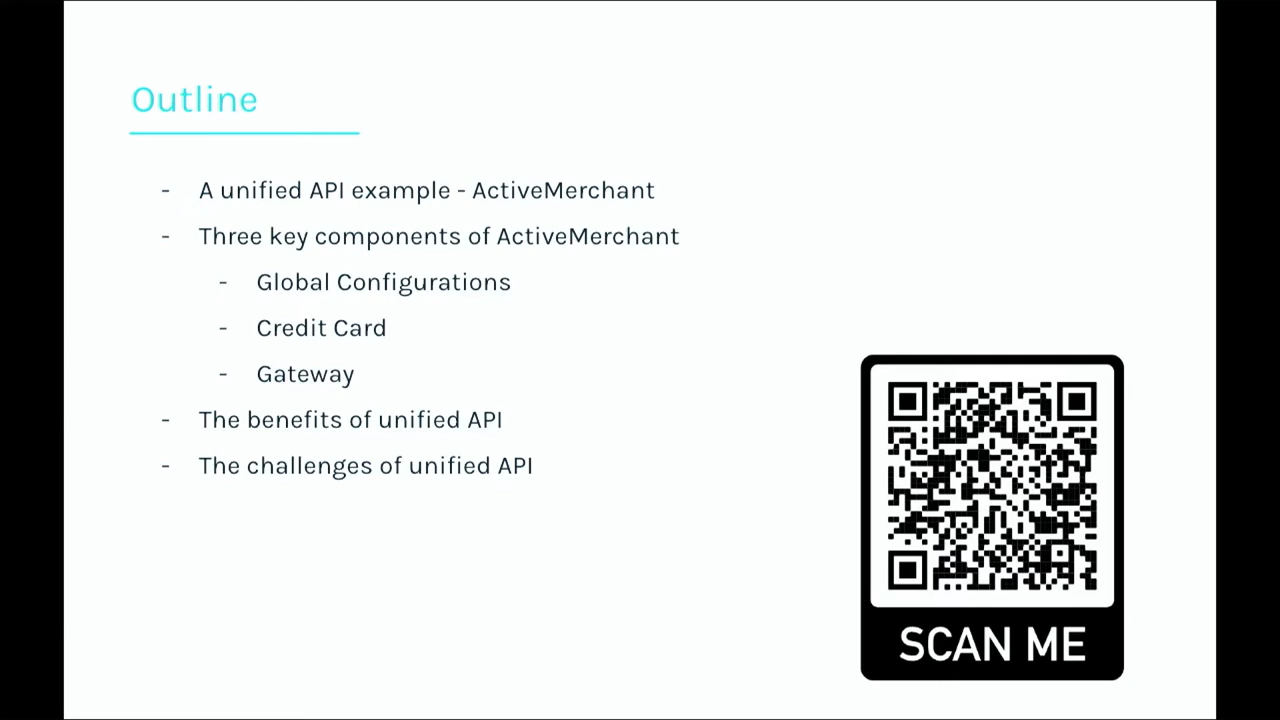 Outline
- A unified API example - ActiveMerchant
- Three key components of ActiveMerchant
- Global Configurations
- Credit Card
- Gateway
- The benefits of unified API
- The challenges of unified API
SCAN ME